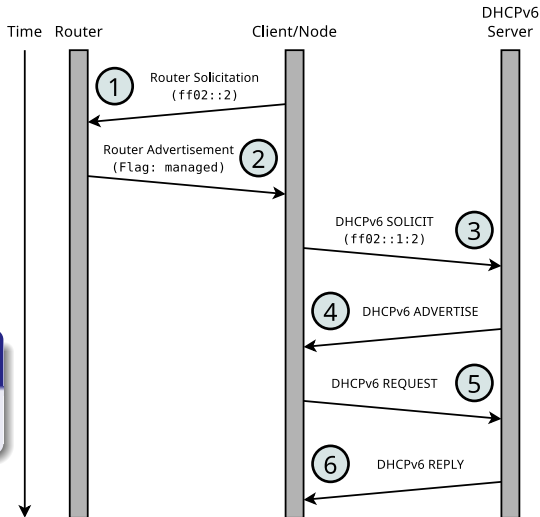 DHCPv6
Time Router Client/Node Server
1 Router Solicitation
(ff02::2)
Router Advertisement
(Flag: managed) 2
DHCPv6 SOLICIT
(ff02::1:2) 3
4 DHCPv6 ADVERTISE
DHCPv6 REQUEST 5
6 DHCPv6 REPLY